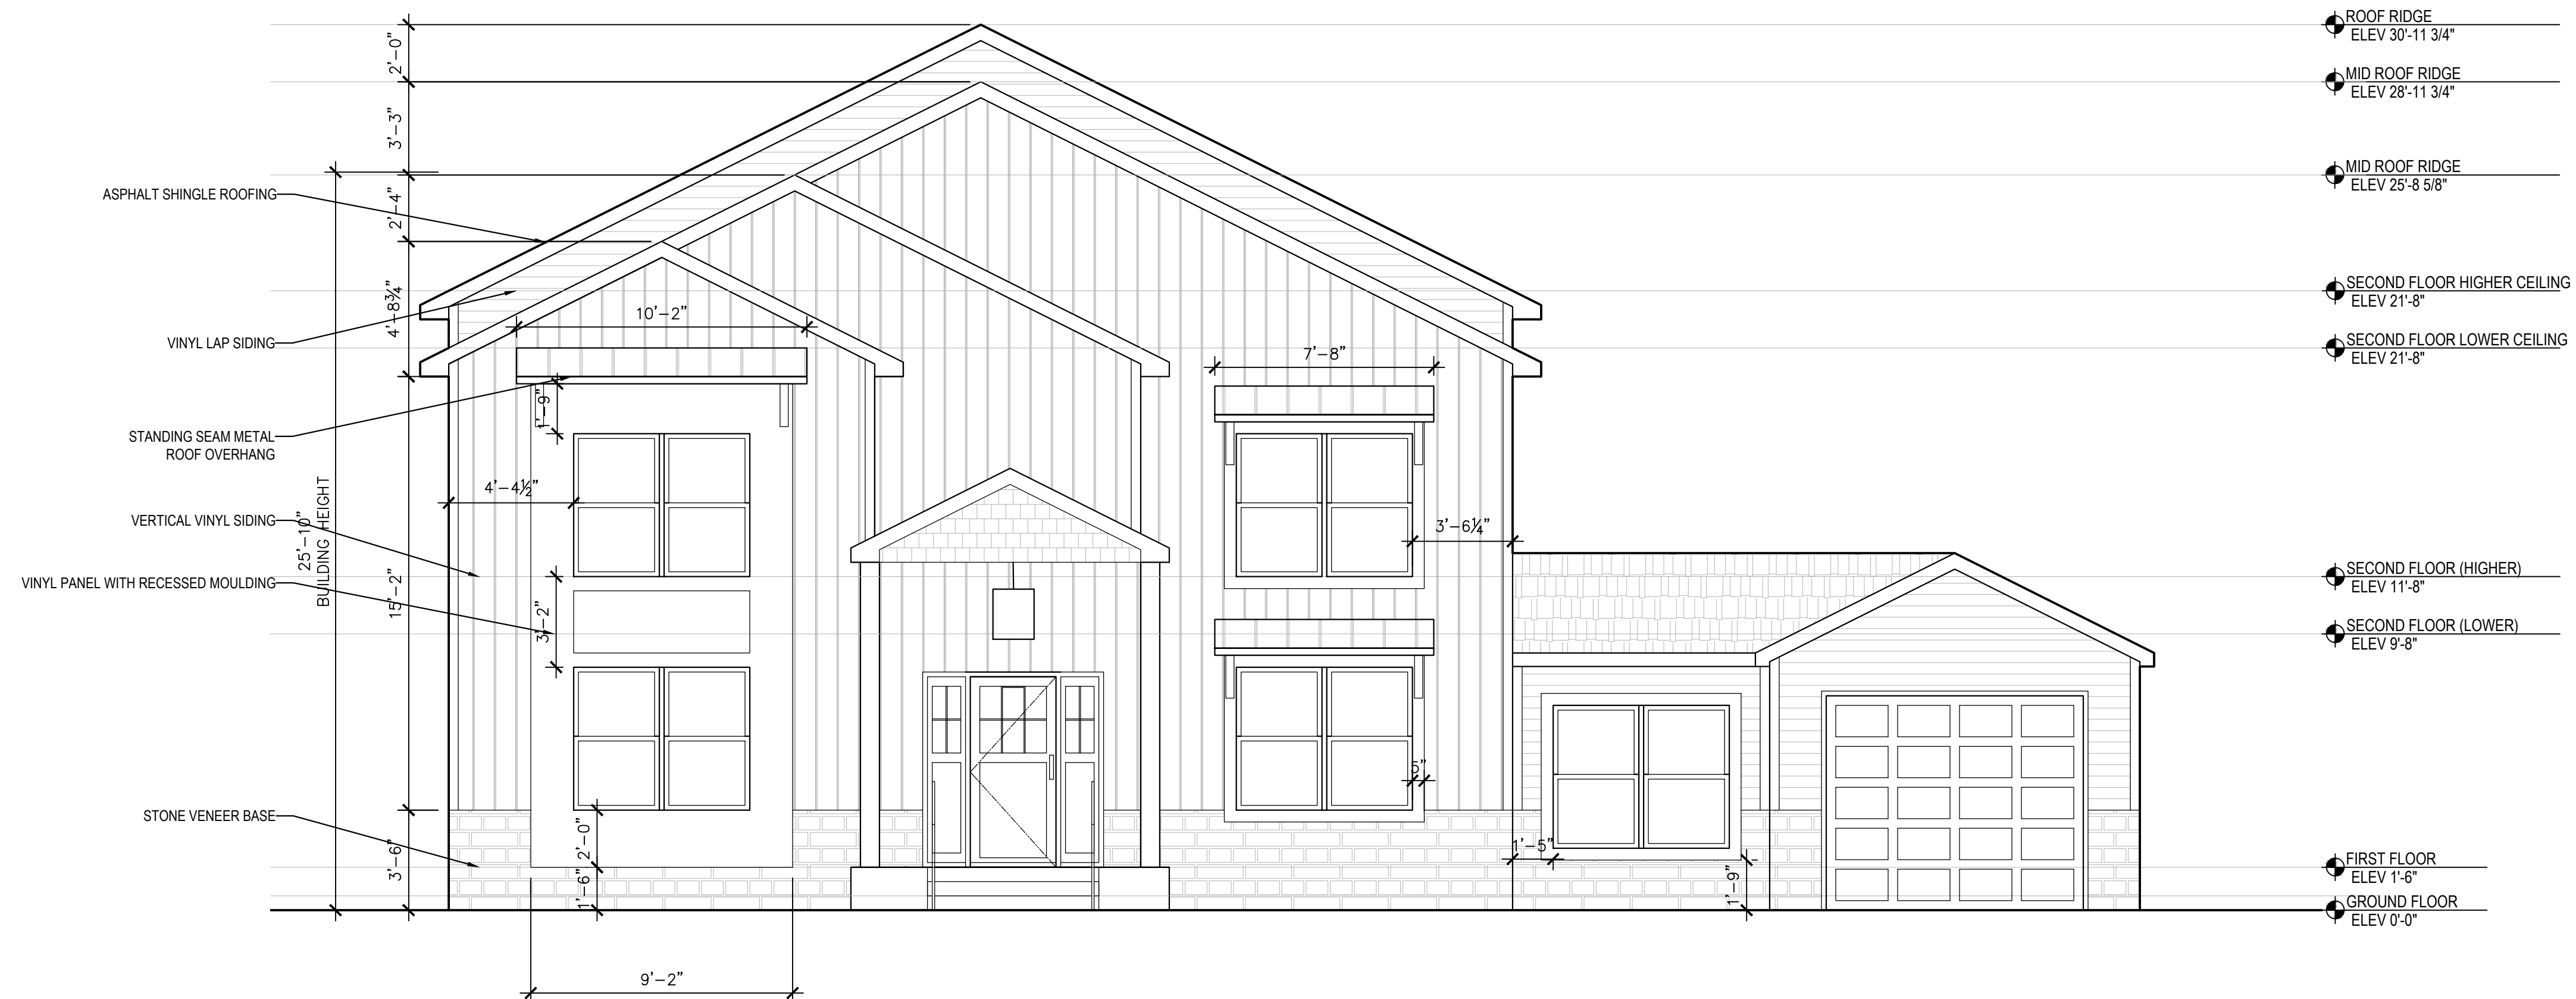 ROOF RIDGE
ELEV 30'-11 3/4"
MID ROOF RIDGE
ELEV 28'-11 3/4"
MID ROOF RIDGE
ELEV 25'-8 5/8"
SECOND FLOOR HIGHER CEILING
ELEV 21'-8"
SECOND FLOOR LOWER CEILING
ELEV 21'-8"
SECOND FLOOR (HIGHER)
ELEV 11'-8"
SECOND FLOOR (LOWER)
ELEV 9'-8"
FIRST FLOOR
ELEV 1'-6"
GROUND FLOOR
ELEV 0'-0"
ASPHALT SHINGLE ROOFING
VINYL LAP SIDING
STANDING SEAM METAL
ROOF OVERHANG
VERTICAL VINYL SIDING
VINYL PANEL WITH RECESSED MOULDING
STONE VENEER BASE
25'-10"
BUILDING HEIGHT
2'-0"
3'-3"
2'-4"
4'-8¾"
15'-2"
3'-6"
10'-2"
1'-9"
4'-4½"
3'-2"
2'-0"
1'-6"
9'-2"
7'-8"
3'-6¼"
5"
1'-5"
1'-9"